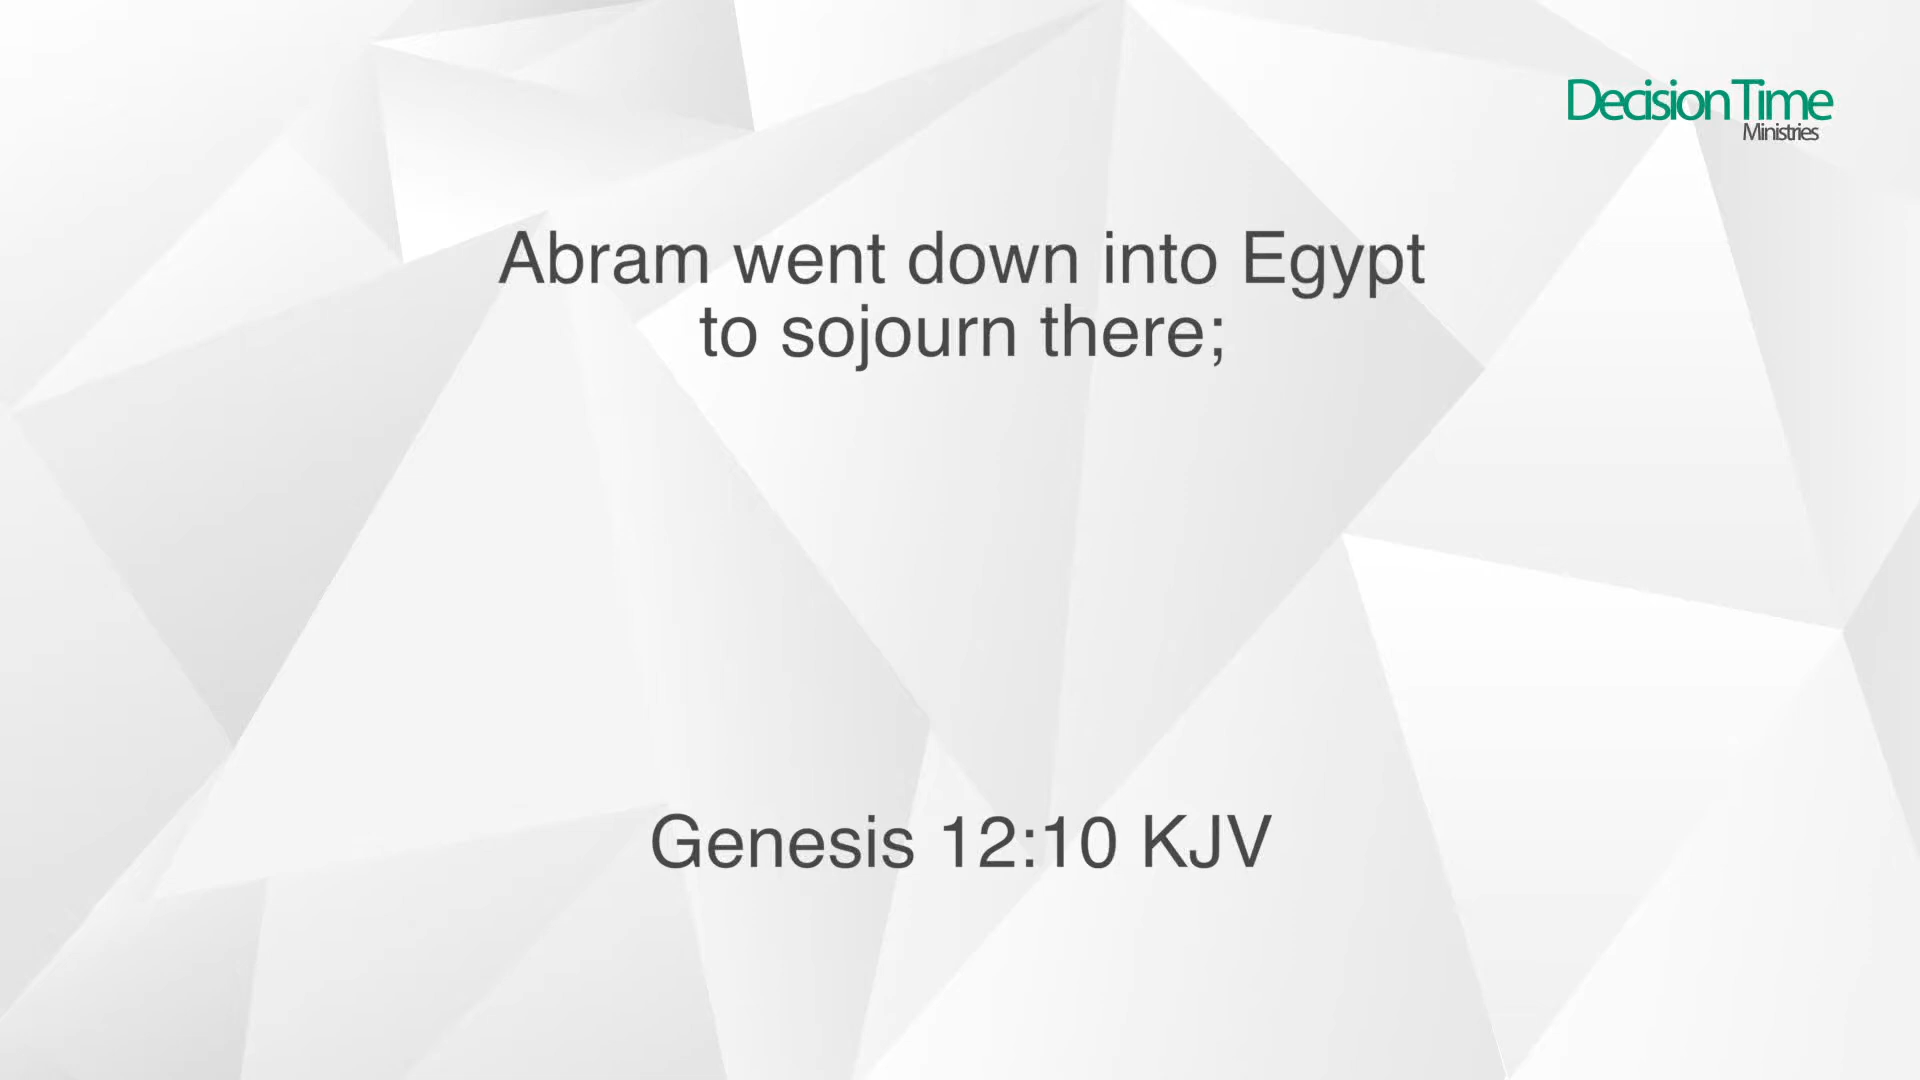 Decision Time
Ministries
Abram went down into Egypt
to sojourn there;
Genesis 12:10 KJV